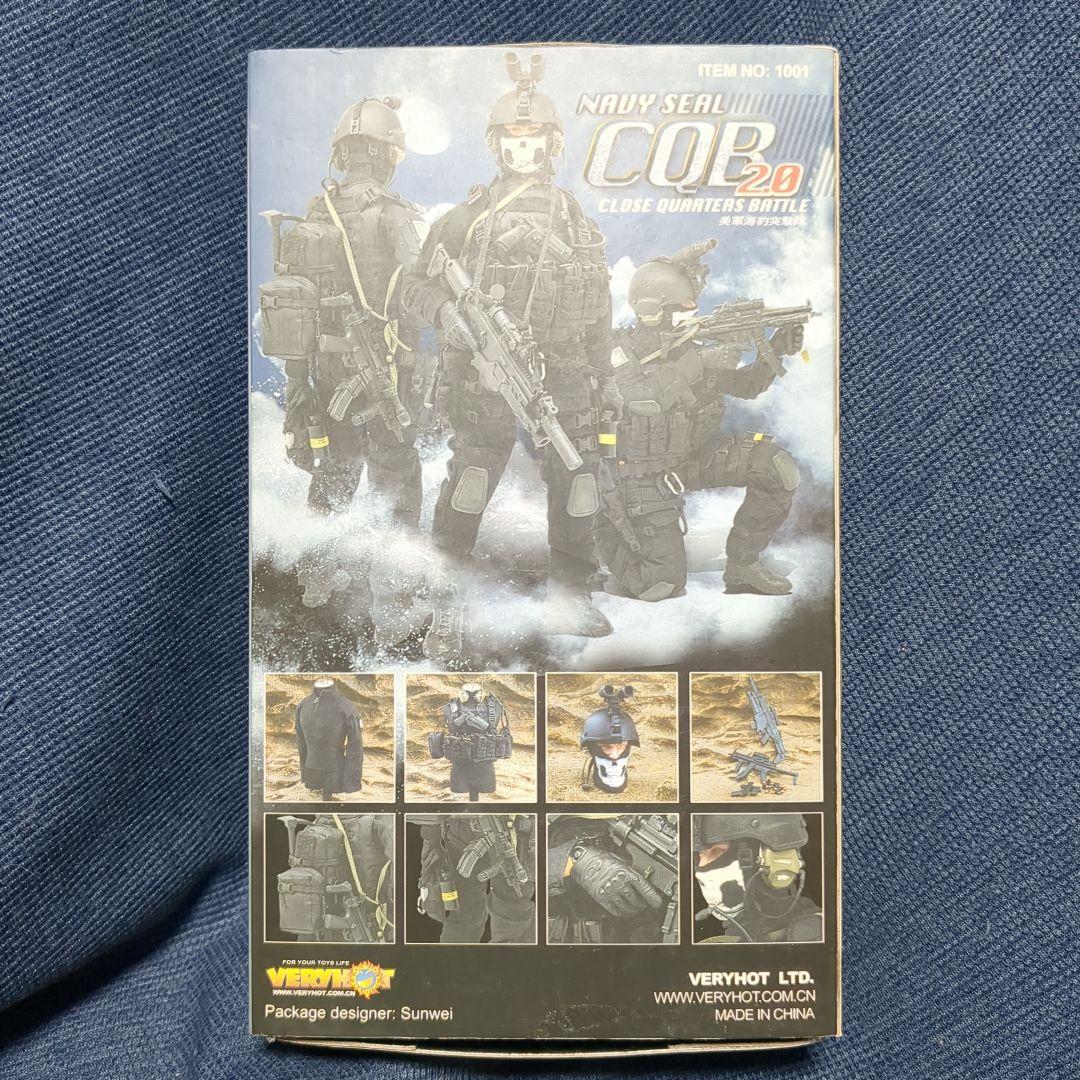 ITEM NO: 1001
NAVY SEAL
CQB 2.0
CLOSE QUARTERS BATTLE
美軍海豹突擊隊
FOR YOUR TOYS LIFE
VERYHOT
WWW.VERYHOT.COM.CN
Package designer: Sunwei
VERYHOT LTD.
WWW.VERYHOT.COM.CN
MADE IN CHINA